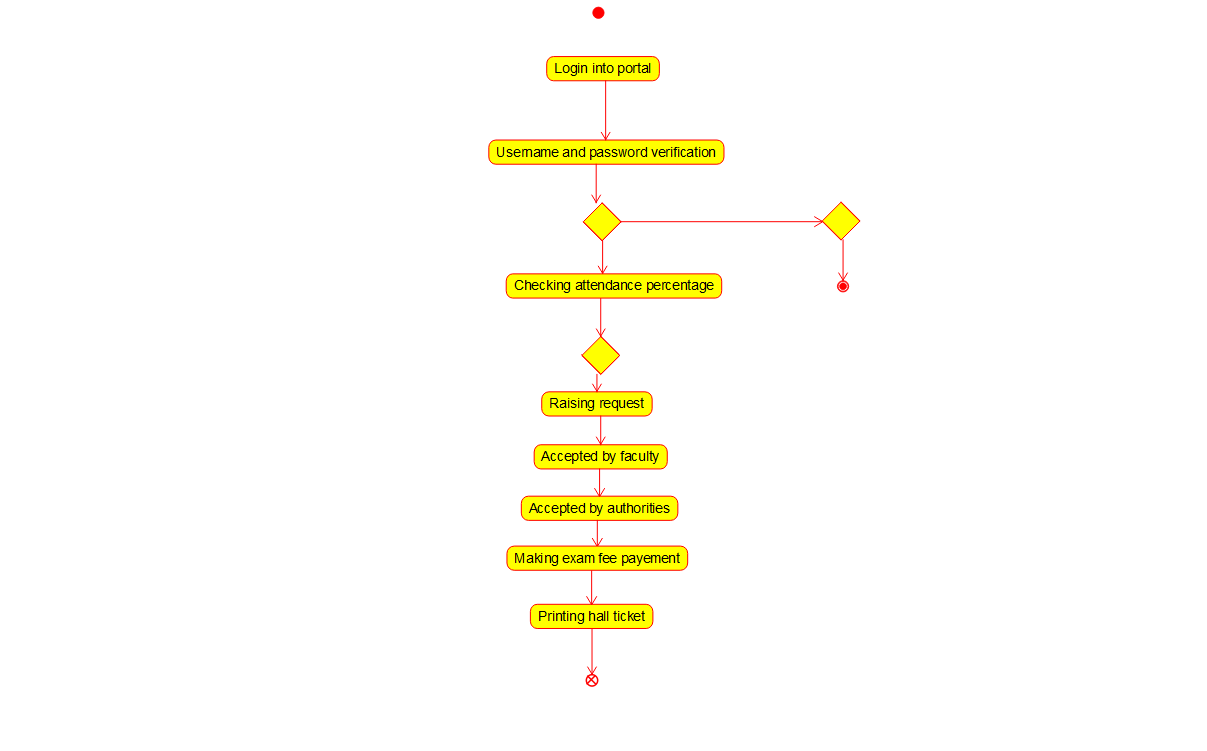 Login into portal
Username and password verification
Checking attendance percentage
Raising request
Accepted by faculty
Accepted by authorities
Making exam fee payement
Printing hall ticket